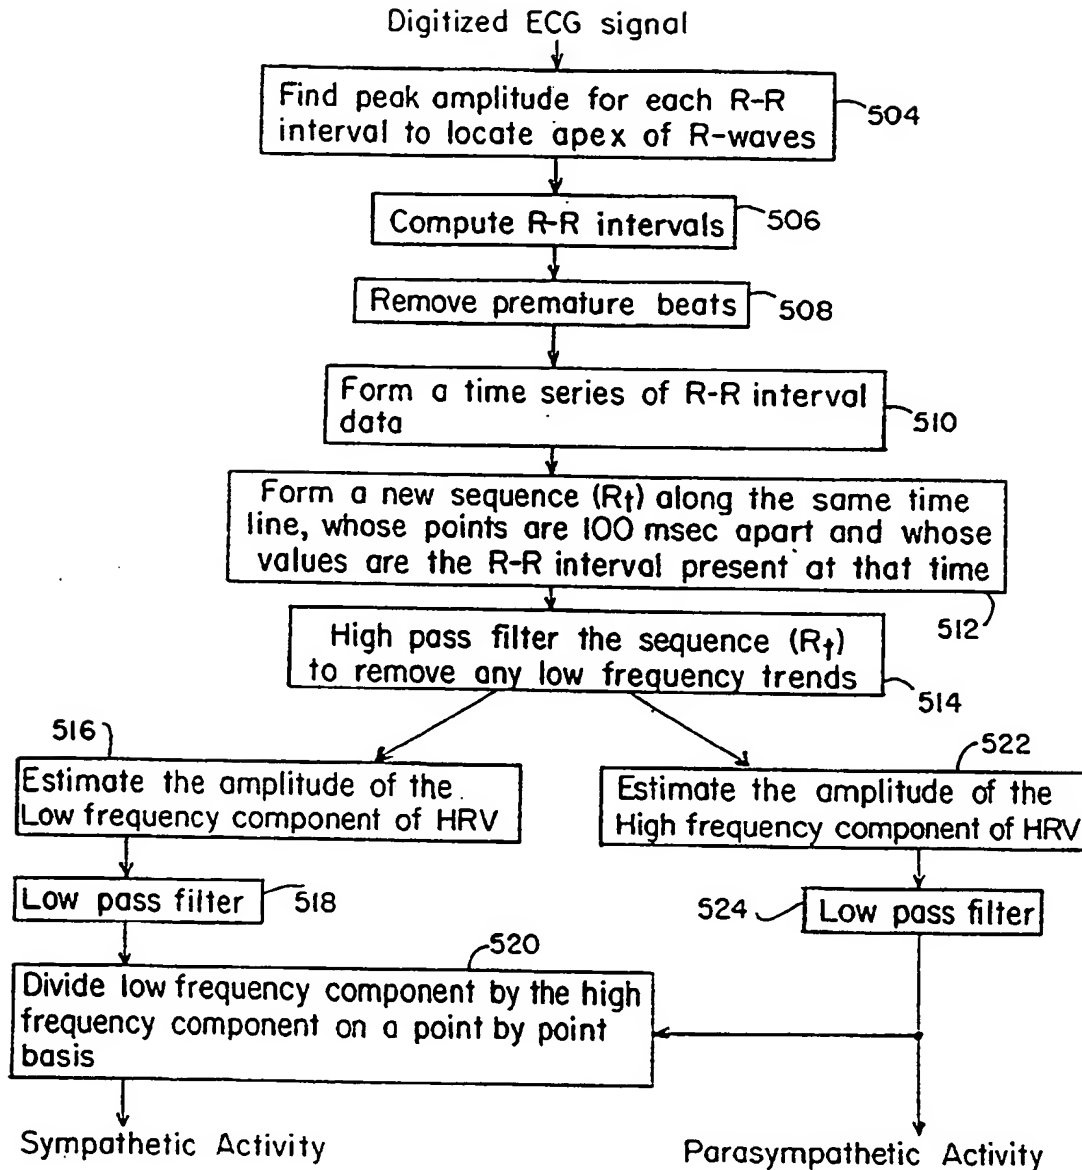 Digitized ECG signal
Find peak amplitude for each R-R
interval to locate apex of R-waves
504
Compute R-R intervals
506
Remove premature beats
508
Form a time series of R-R interval
data
510
Form a new sequence (Rt) along the same time
line, whose points are 100 msec apart and whose
values are the R-R interval present at that time
512
High pass filter the sequence (Rt)
to remove any low frequency trends
514
516
Estimate the amplitude of the
Low frequency component of HRV
522
Estimate the amplitude of the
High frequency component of HRV
Low pass filter
518
524
Low pass filter
520
Divide low frequency component by the high
frequency component on a point by point
basis
Sympathetic Activity
Parasympathetic Activity